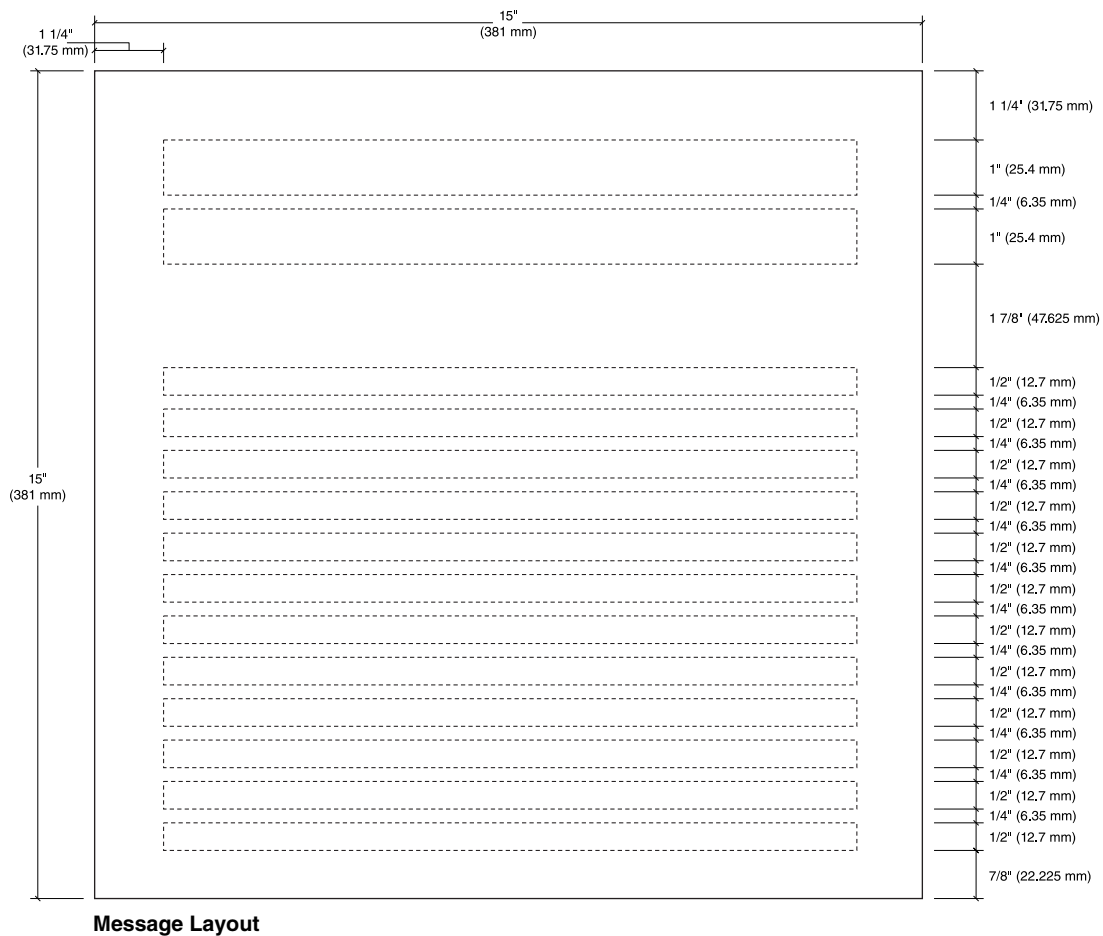 15"
(381 mm)
1 1/4"
(31.75 mm)
1 1/4" (31.75 mm)
1" (25.4 mm)
1/4" (6.35 mm)
1" (25.4 mm)
1 7/8" (47.625 mm)
1/2" (12.7 mm)
1/4" (6.35 mm)
1/2" (12.7 mm)
1/4" (6.35 mm)
1/2" (12.7 mm)
1/4" (6.35 mm)
1/2" (12.7 mm)
1/4" (6.35 mm)
1/2" (12.7 mm)
1/4" (6.35 mm)
1/2" (12.7 mm)
1/4" (6.35 mm)
1/2" (12.7 mm)
1/4" (6.35 mm)
1/2" (12.7 mm)
1/4" (6.35 mm)
1/2" (12.7 mm)
1/4" (6.35 mm)
1/2" (12.7 mm)
1/4" (6.35 mm)
1/2" (12.7 mm)
1/4" (6.35 mm)
1/2" (12.7 mm)
7/8" (22.225 mm)
15"
(381 mm)
Message Layout